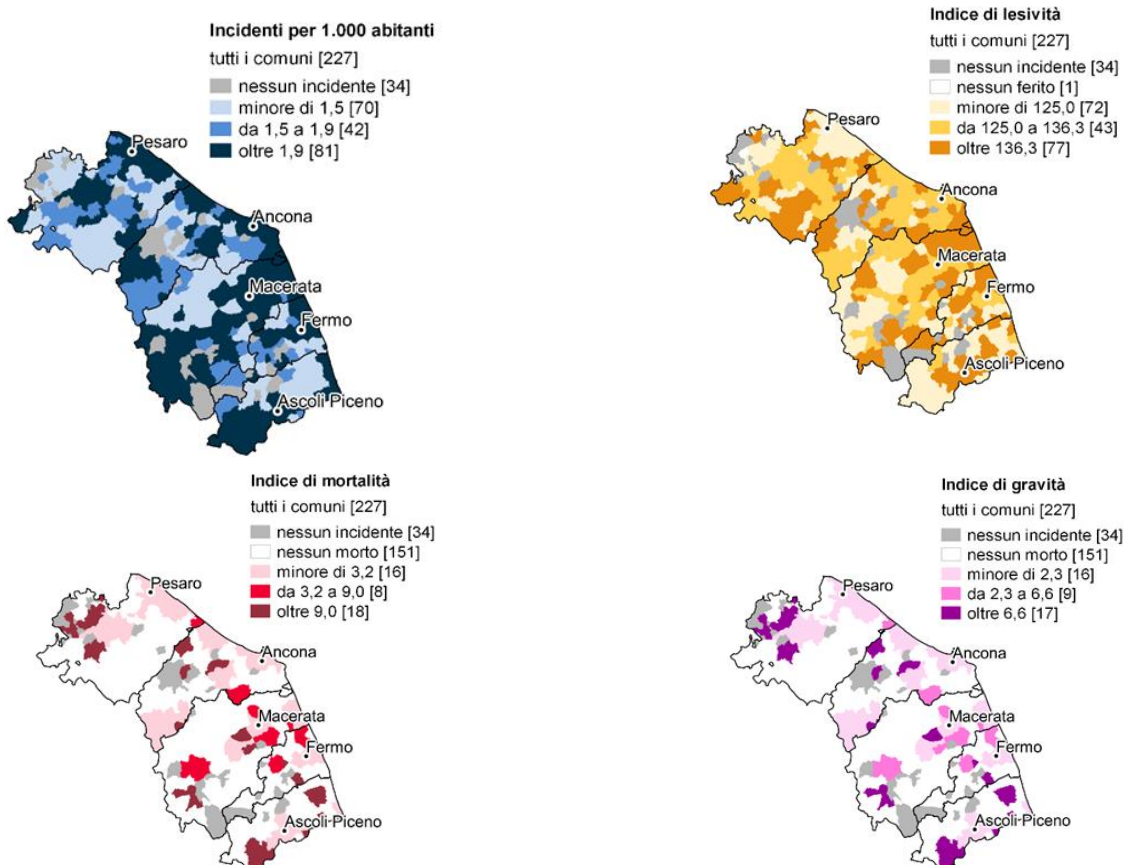 Incidenti per 1.000 abitanti
tutti i comuni [227]
nessun incidente [34]
minore di 1,5 [70]
da 1,5 a 1,9 [42]
oltre 1,9 [81]
Pesaro
Ancona
Macerata
Fermo
Ascoli Piceno
Indice di lesività
tutti i comuni [227]
nessun incidente [34]
nessun ferito [1]
minore di 125,0 [72]
da 125,0 a 136,3 [43]
oltre 136,3 [77]
Pesaro
Ancona
Macerata
Fermo
Ascoli Piceno
Indice di mortalità
tutti i comuni [227]
nessun incidente [34]
nessun morto [151]
minore di 3,2 [16]
da 3,2 a 9,0 [8]
oltre 9,0 [18]
Pesaro
Ancona
Macerata
Fermo
Ascoli Piceno
Indice di gravità
tutti i comuni [227]
nessun incidente [34]
nessun morto [151]
minore di 2,3 [16]
da 2,3 a 6,6 [9]
oltre 6,6 [17]
Pesaro
Ancona
Macerata
Fermo
Ascoli Piceno